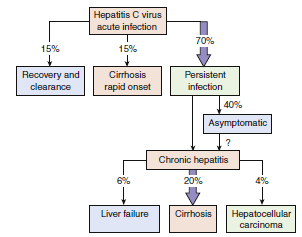 Hepatitis C virus
acute infection
15%
15%
70%
Recovery and
clearance
Cirrhosis
rapid onset
Persistent
infection
40%
Asymptomatic
?
Chronic hepatitis
6%
20%
4%
Liver failure
Cirrhosis
Hepatocellular
carcinoma